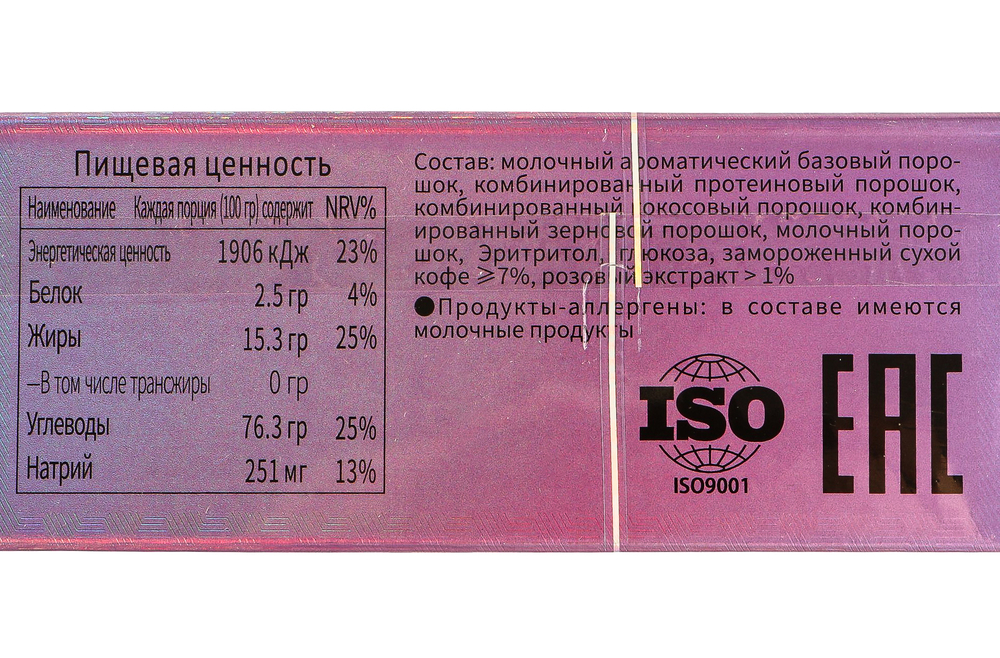 Пищевая ценность
Наименование Каждая порция (100 гр) содержит NRV%
Энергетическая ценность 1906 кДж 23%
Белок 2.5 гр 4%
Жиры 15.3 гр 25%
—В том числе трансжиры 0 гр
Углеводы 76.3 гр 25%
Натрий 251 мг 13%
Состав: молочный ароматический базовый поро-
шок, комбинированный протеиновый порошок,
комбинированный кокосовый порошок, комбин-
ированный зерновой порошок, молочный поро-
шок, Эритритол, глюкоза, замороженный сухой
кофе ⩾7%, розовый экстракт > 1%
●Продукты-аллергены: в составе имеются
молочные продукты
ISO
ISO9001
EAC